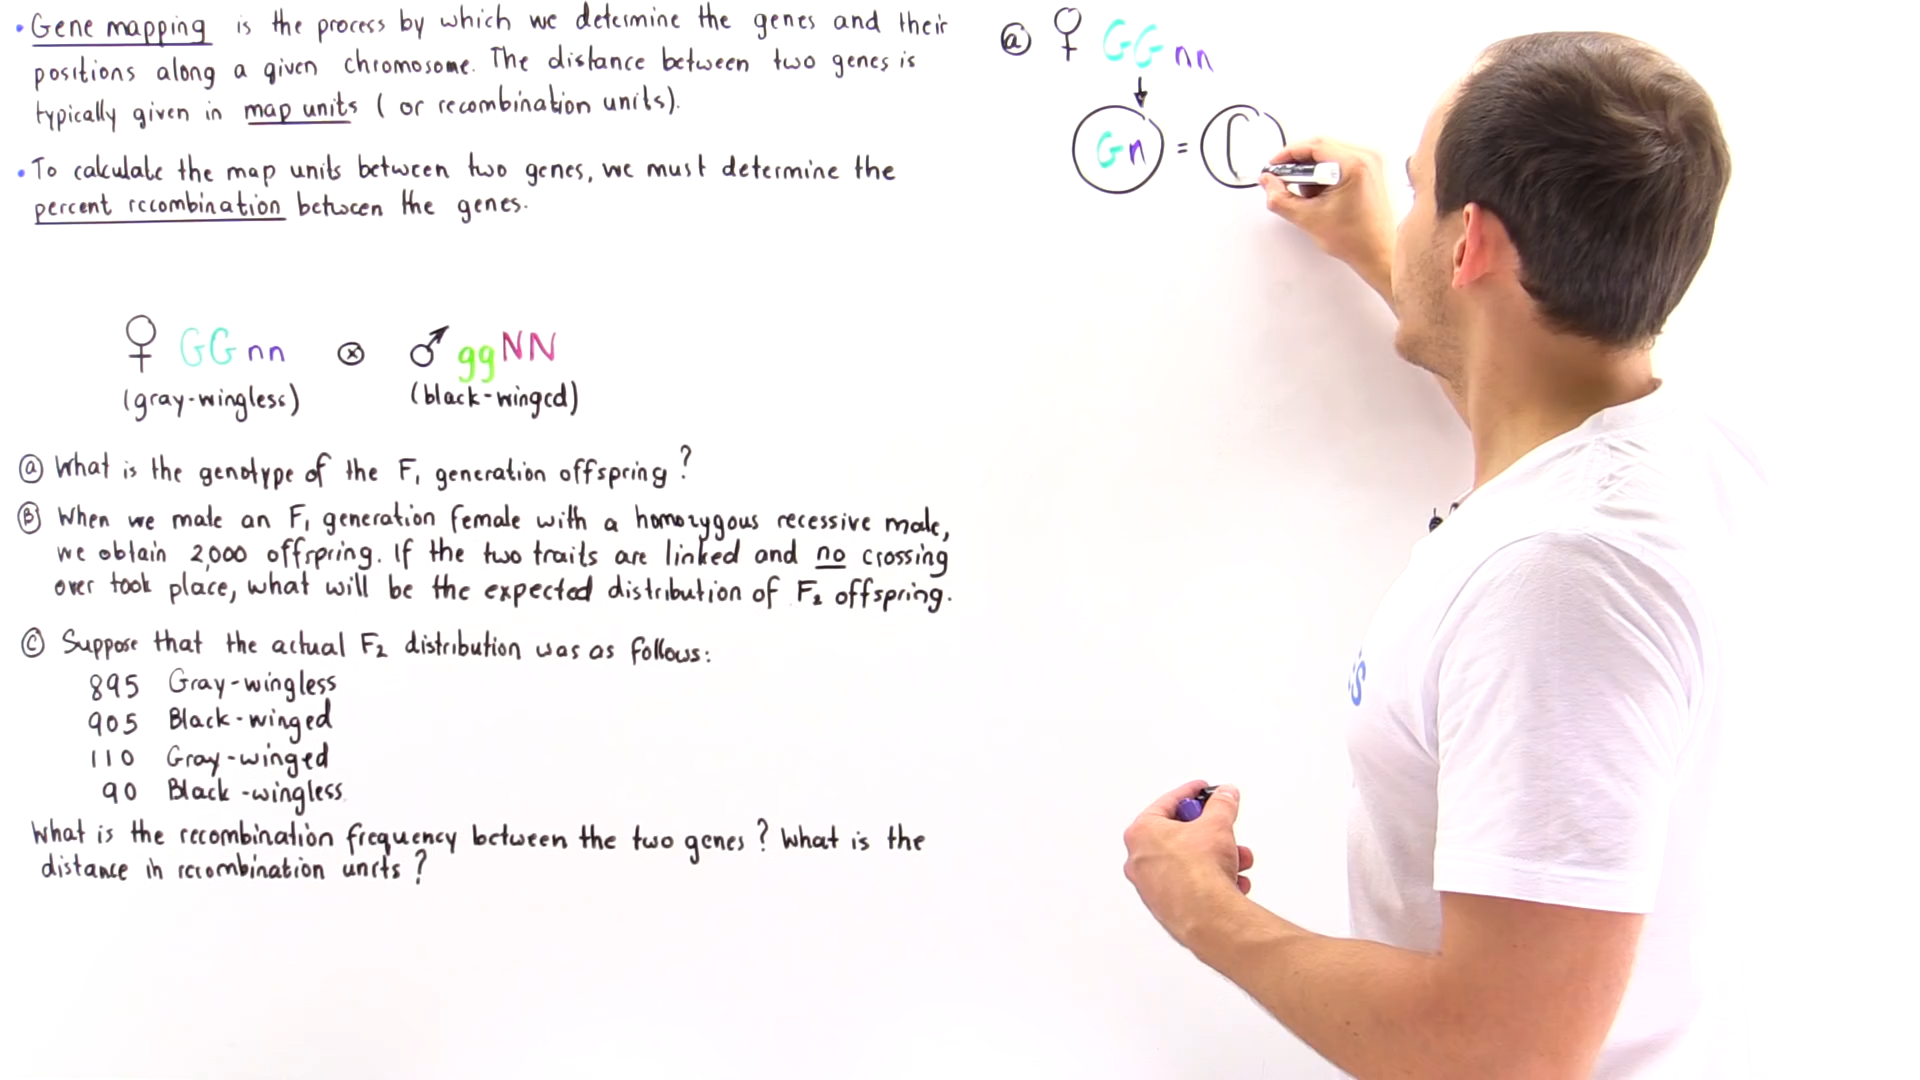 • Gene mapping is the process by which we determine the genes and their
positions along a given chromosome. The distance between two genes is
typically given in map units ( or recombination units).
• To calculate the map units between two genes, we must determine the
percent recombination between the genes.
♀ GGnn ⊗ ♂ ggNN
(gray-wingless) (black-winged)
ⓐ What is the genotype of the F₁ generation offspring?
Ⓑ When we mate an F₁ generation female with a homozygous recessive male,
we obtain 2,000 offspring. If the two traits are linked and no crossing
over took place, what will be the expected distribution of F₂ offspring.
Ⓒ Suppose that the actual F₂ distribution was as follows:
895 Gray-wingless
905 Black-winged
110 Gray-winged
90 Black-wingless
What is the recombination frequency between the two genes? What is the
distance in recombination units?
ⓐ ♀ GGnn
↓
Gn =